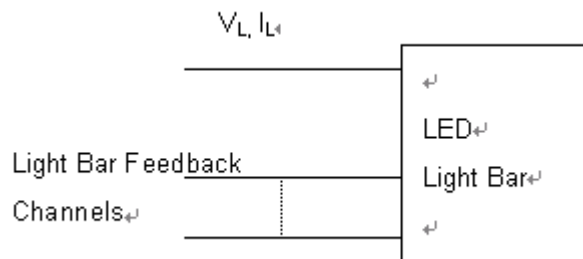 VL, IL↵
↵
LED↵
Light Bar Feedback
Light Bar↵
Channels↵
↵